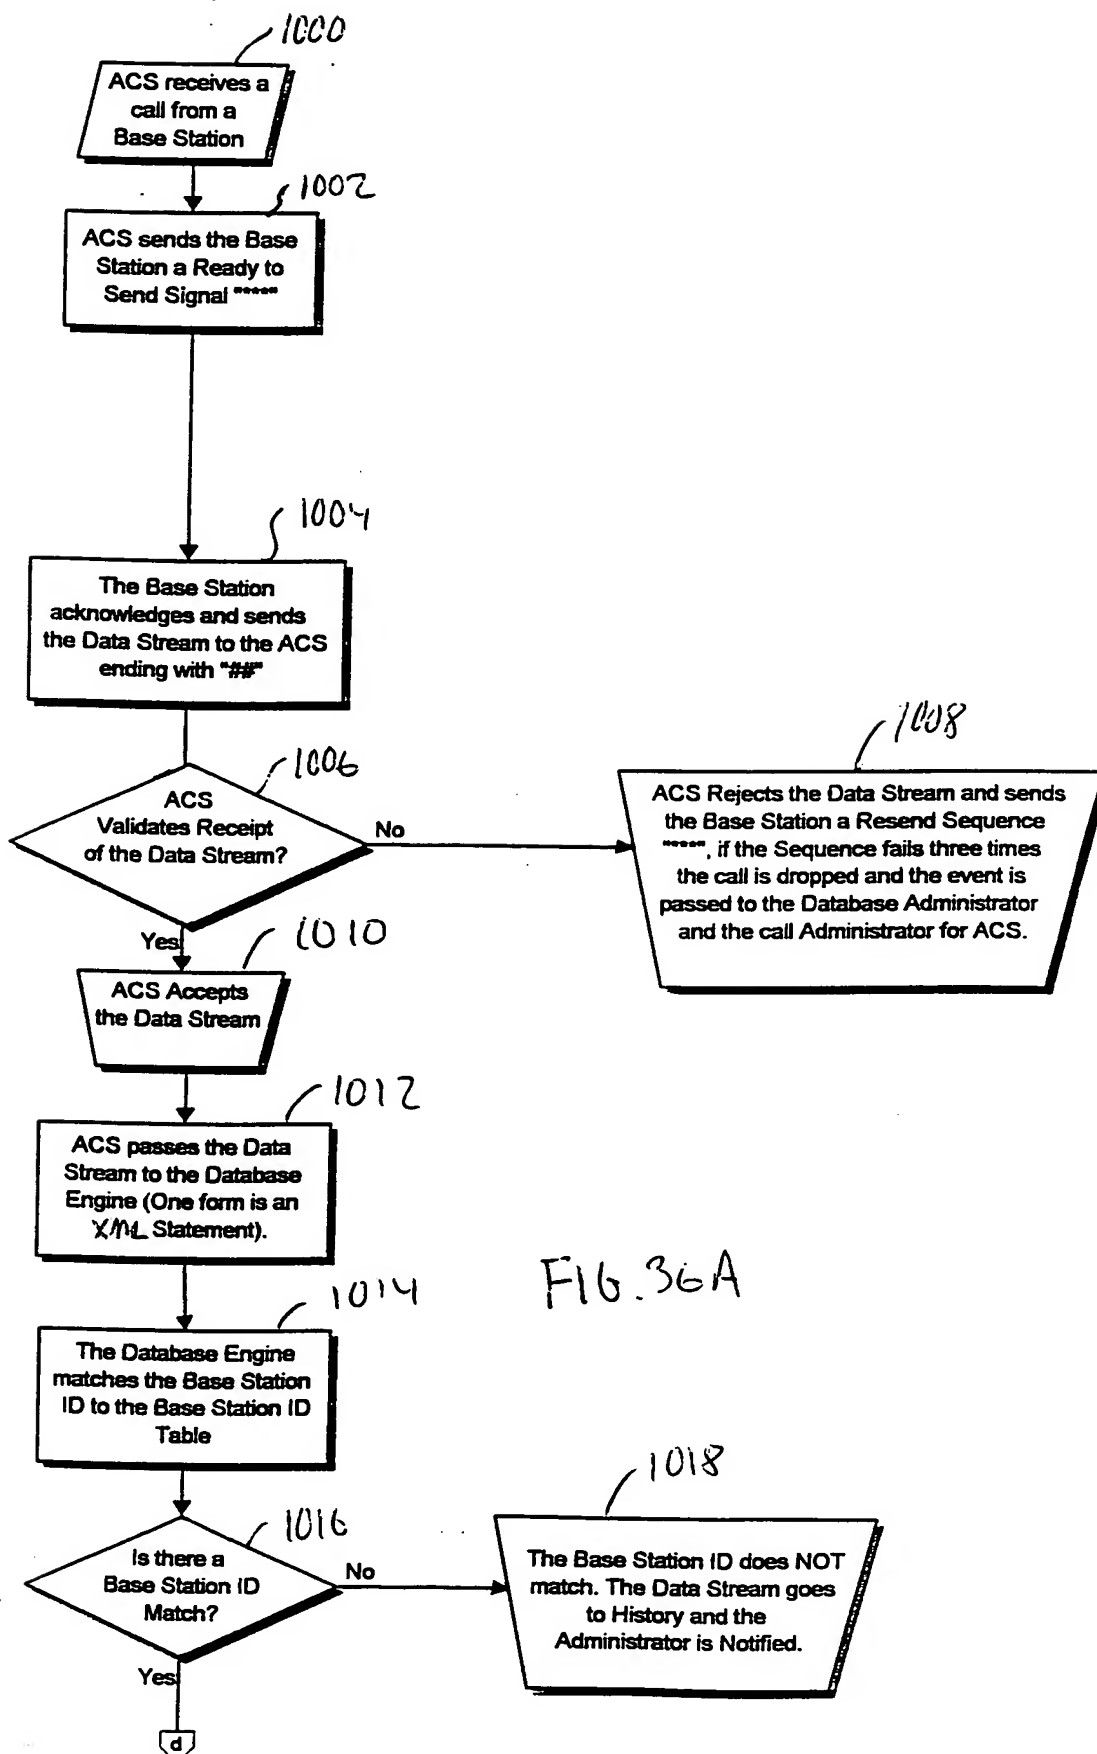 1000
ACS receives a
call from a
Base Station
1002
ACS sends the Base
Station a Ready to
Send Signal "****"
1004
The Base Station
acknowledges and sends
the Data Stream to the ACS
ending with "##"
1006
ACS
Validates Receipt
of the Data Stream?
No
1008
ACS Rejects the Data Stream and sends
the Base Station a Resend Sequence
"****", if the Sequence fails three times
the call is dropped and the event is
passed to the Database Administrator
and the call Administrator for ACS.
Yes
1010
ACS Accepts
the Data Stream
1012
ACS passes the Data
Stream to the Database
Engine (One form is an
XML Statement).
FIG. 36A
1014
The Database Engine
matches the Base Station
ID to the Base Station ID
Table
1016
Is there a
Base Station ID
Match?
No
1018
The Base Station ID does NOT
match. The Data Stream goes
to History and the
Administrator is Notified.
Yes
d